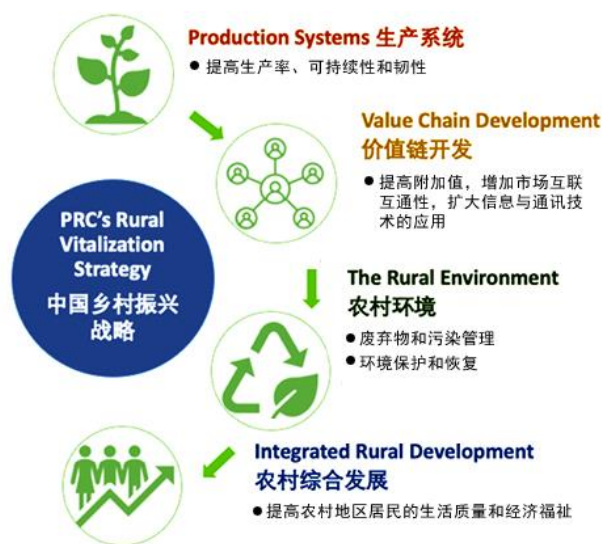 Production Systems 生产系统
● 提高生产率、可持续性和韧性
Value Chain Development
价值链开发
● 提高附加值，增加市场互联
互通性，扩大信息与通讯技
术的应用
PRC's Rural
Vitalization
Strategy
中国乡村振兴
战略
The Rural Environment
农村环境
● 废弃物和污染管理
● 环境保护和恢复
Integrated Rural Development
农村综合发展
● 提高农村地区居民的生活质量和经济福祉